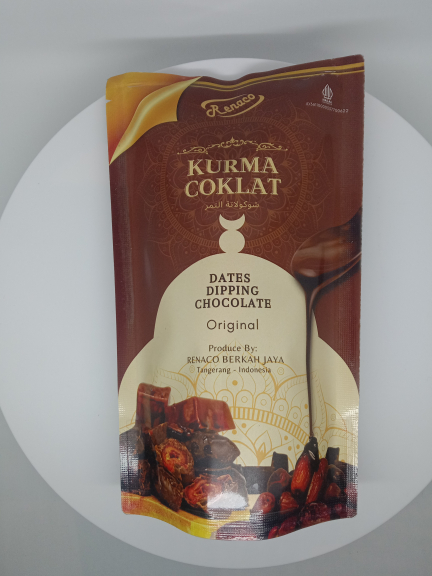 Renaco
KURMA
COKLAT
شوكولاتة التمر
DATES
DIPPING
CHOCOLATE
Original
Produce By:
RENACO BERKAH JAYA
Tangerang - Indonesia